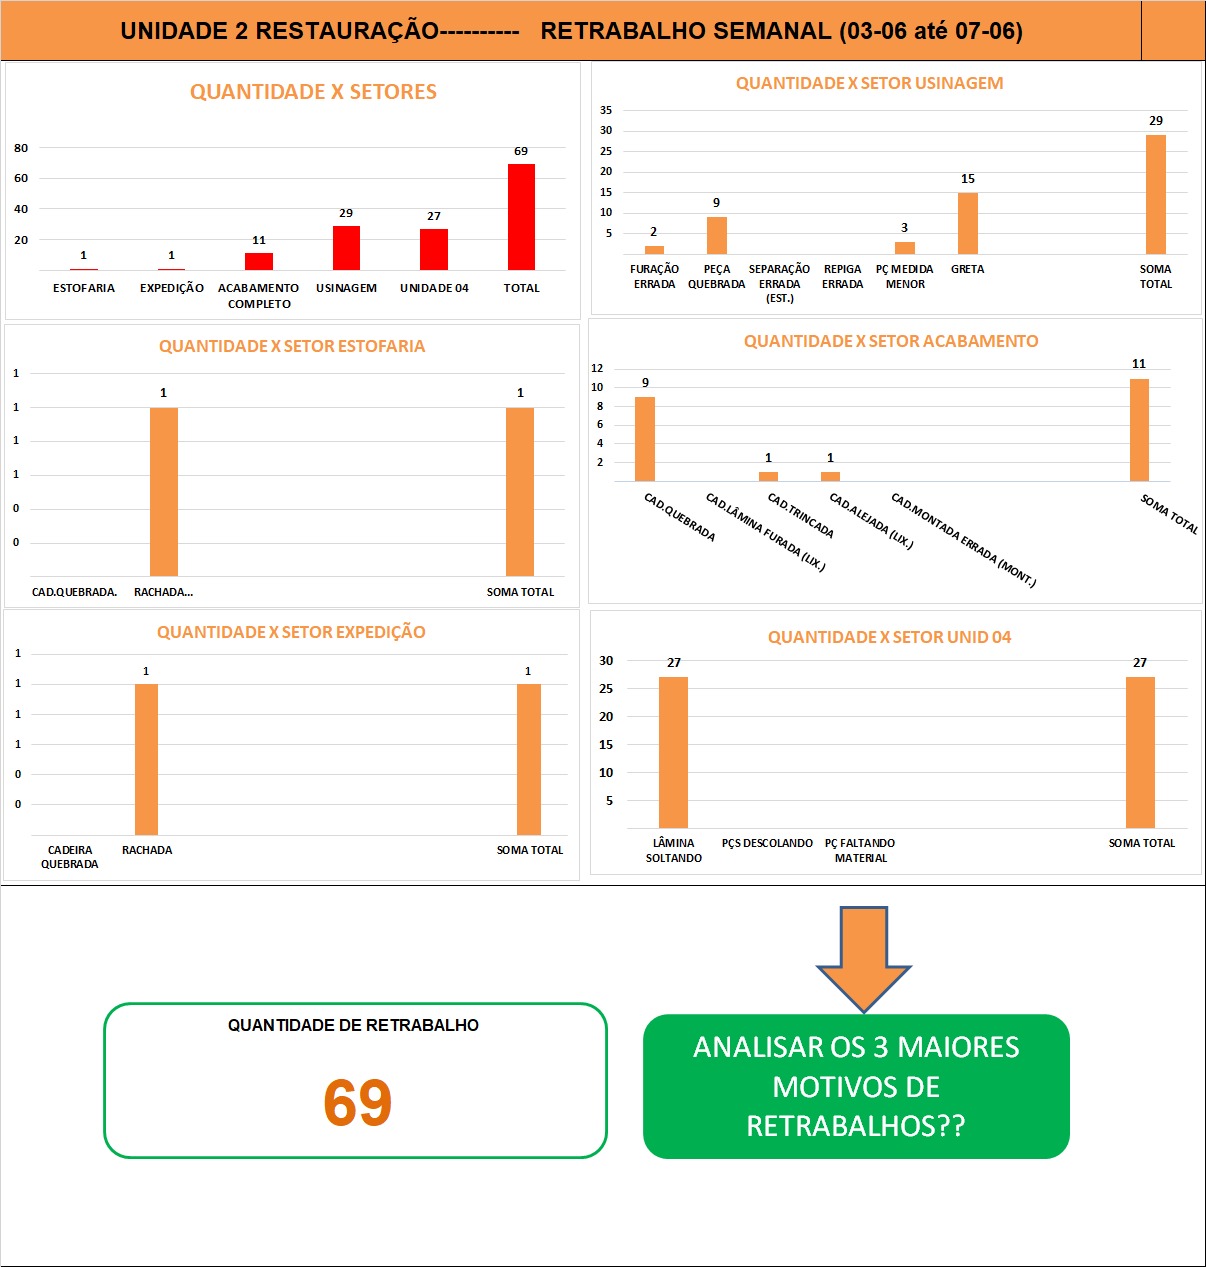 UNIDADE 2 RESTAURAÇÃO---------- RETRABALHO SEMANAL (03-06 até 07-06)
QUANTIDADE X SETORES
80
60
40
20
1
1
11
29
27
69
ESTOFARIA
EXPEDIÇÃO
ACABAMENTO
COMPLETO
USINAGEM
UNIDADE 04
TOTAL
QUANTIDADE X SETOR USINAGEM
35
30
25
20
15
10
5
2
9
3
15
29
FURAÇÃO
ERRADA
PEÇA
QUEBRADA
SEPARAÇÃO
ERRADA
(EST.)
REPIGA
ERRADA
PÇ MEDIDA
MENOR
GRETA
SOMA
TOTAL
QUANTIDADE X SETOR ESTOFARIA
1
1
1
1
0
0
1
1
CAD.QUEBRADA.
RACHADA...
SOMA TOTAL
QUANTIDADE X SETOR ACABAMENTO
12
10
8
6
4
2
9
1
1
11
CAD.QUEBRADA
CAD.LÂMINA FURADA (LIX.)
CAD.TRINCADA
CAD.ALEJADA (LIX.)
CAD.MONTADA ERRADA (MONT.)
SOMA TOTAL
QUANTIDADE X SETOR EXPEDIÇÃO
1
1
1
1
0
0
1
1
CADEIRA
QUEBRADA
RACHADA
SOMA TOTAL
QUANTIDADE X SETOR UNID 04
30
25
20
15
10
5
27
27
LÂMINA
SOLTANDO
PÇS DESCOLANDO
PÇ FALTANDO
MATERIAL
SOMA TOTAL
QUANTIDADE DE RETRABALHO
69
ANALISAR OS 3 MAIORES
MOTIVOS DE
RETRABALHOS??